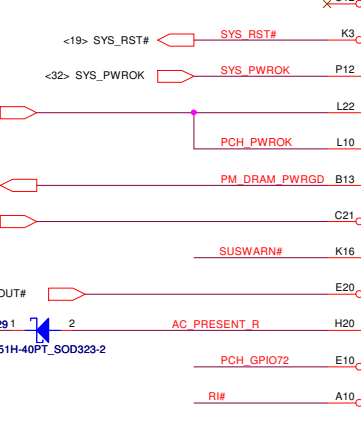 <19> SYS_RST# SYS_RST# K3
<32> SYS_PWROK SYS_PWROK P12
L22
PCH_PWROK L10
PM_DRAM_PWRGD B13
C21
SUSWARN# K16
OUT# E20
29 1 2 AC_PRESENT_R H20
51H-40PT_SOD323-2
PCH_GPIO72 E10
RI# A10